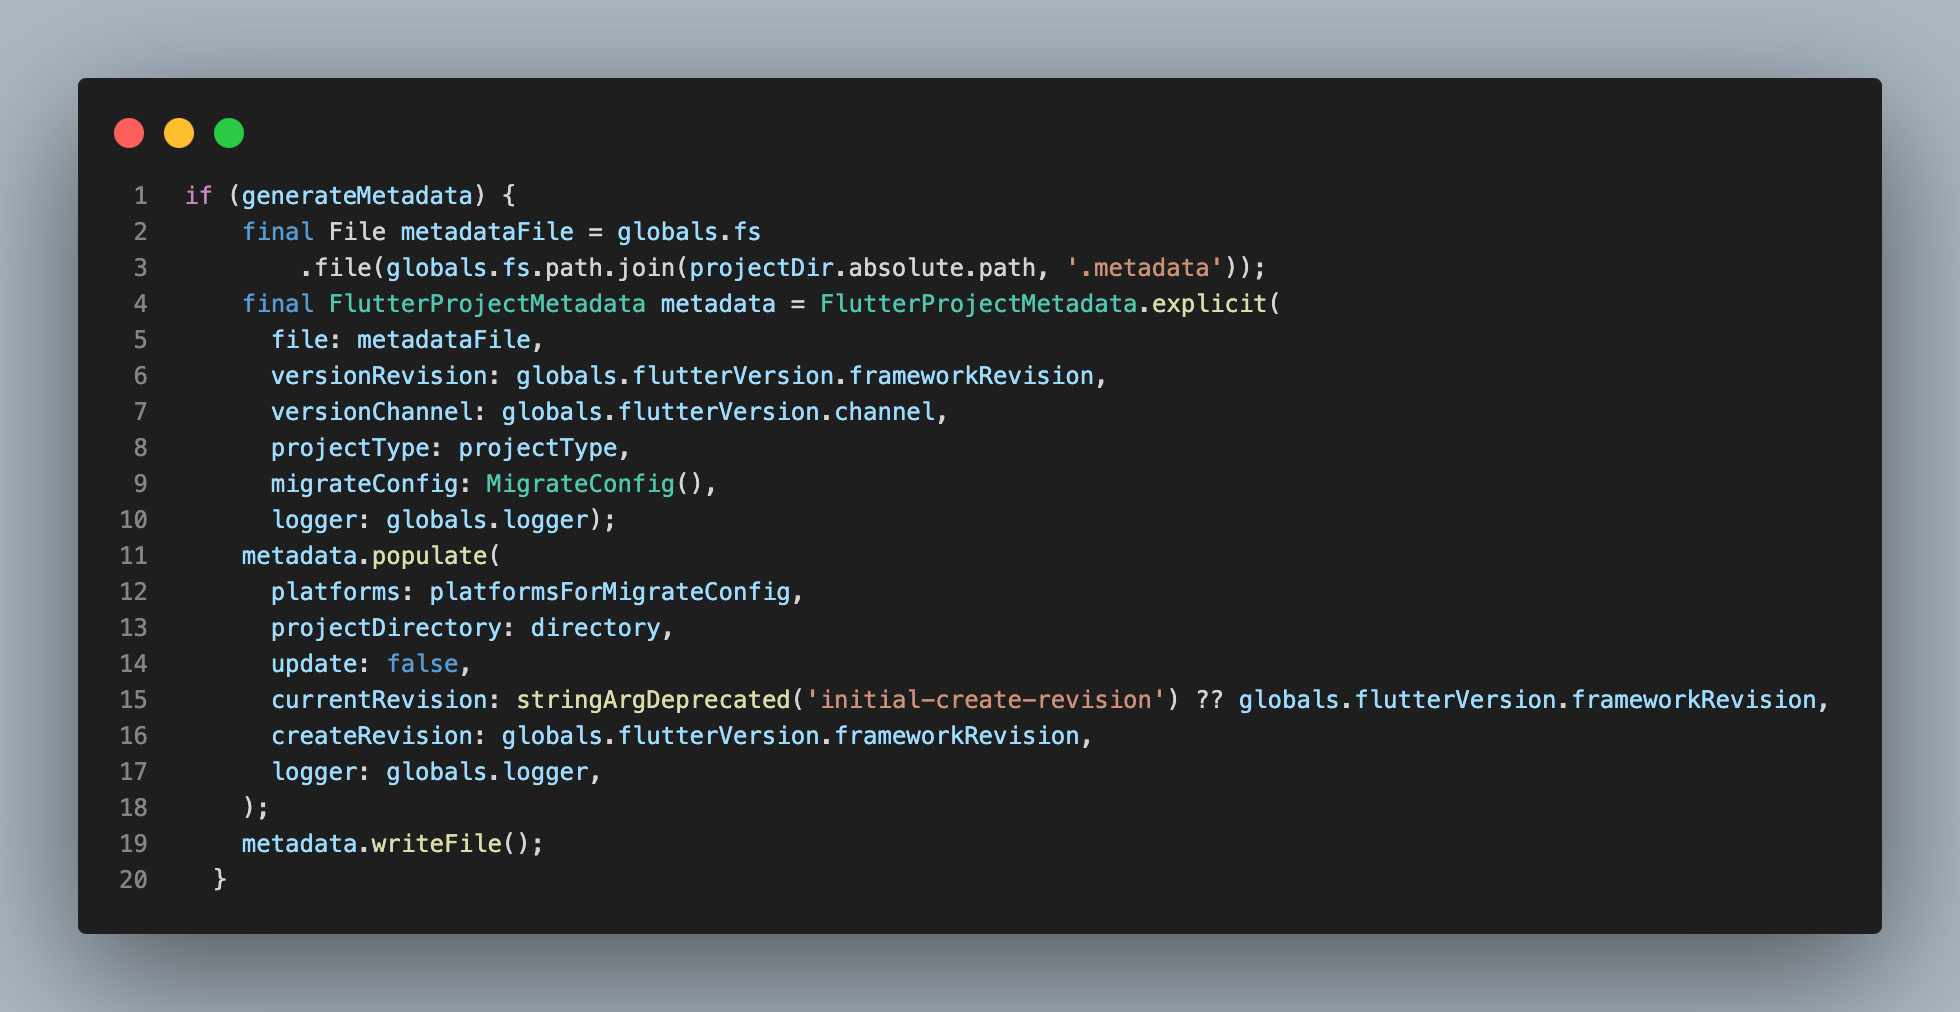 1 if (generateMetadata) {
2 final File metadataFile = globals.fs
3 .file(globals.fs.path.join(projectDir.absolute.path, '.metadata'));
4 final FlutterProjectMetadata metadata = FlutterProjectMetadata.explicit(
5 file: metadataFile,
6 versionRevision: globals.flutterVersion.frameworkRevision,
7 versionChannel: globals.flutterVersion.channel,
8 projectType: projectType,
9 migrateConfig: MigrateConfig(),
10 logger: globals.logger);
11 metadata.populate(
12 platforms: platformsForMigrateConfig,
13 projectDirectory: directory,
14 update: false,
15 currentRevision: stringArgDeprecated('initial-create-revision') ?? globals.flutterVersion.frameworkRevision,
16 createRevision: globals.flutterVersion.frameworkRevision,
17 logger: globals.logger,
18 );
19 metadata.writeFile();
20 }